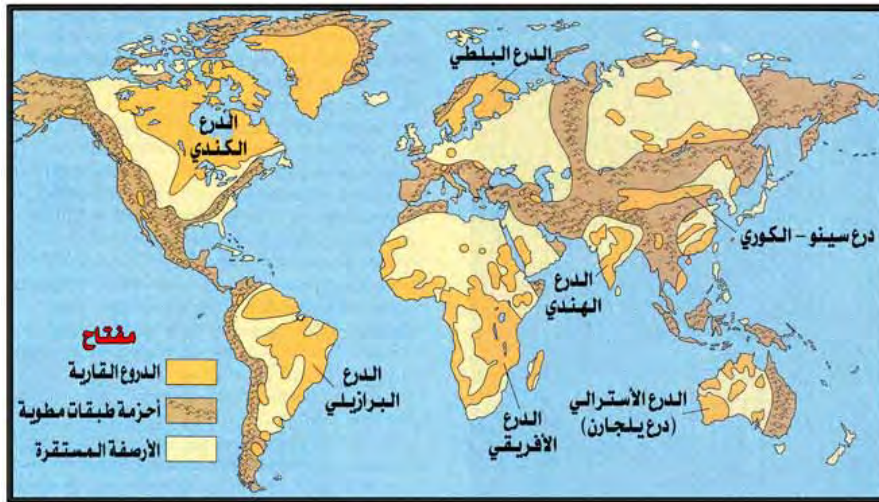 الدرع البلطي
الدرع
الكندي
درع سينو - الكوري
الدرع
الهندي
الدرع
البرازيلي
الدرع
الأفريقي
الدرع الأسترالي
(درع يلجارن)
مفتاح
الدروع القارية
أحزمة طبقات مطوية
الأرصفة المستقرة